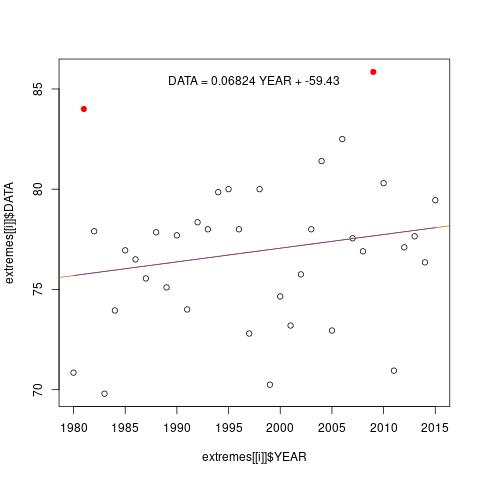 DATA = 0.06824 YEAR + -59.43
85
80
75
70
extremes[[i]]$DATA
1980 1985 1990 1995 2000 2005 2010 2015
extremes[[i]]$YEAR